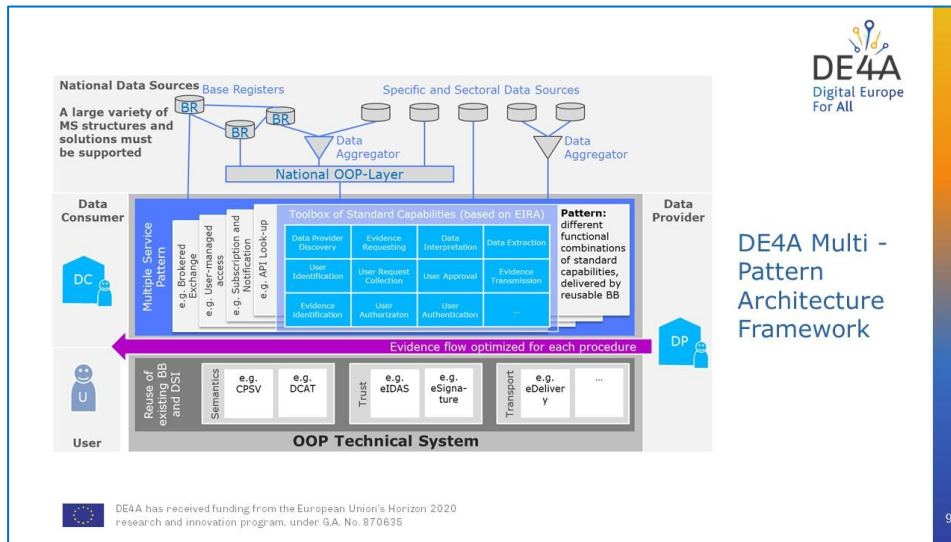 DE4A
Digital Europe
For All
National Data Sources
Base Registers
Specific and Sectoral Data Sources
A large variety of
MS structures and
solutions must
be supported
BR
BR
BR
Data
Aggregator
Data
Aggregator
National OOP-Layer
Data
Consumer
DC
U
User
Multiple Service
Pattern
e.g. Brokered
Exchange
e.g. User-managed
access
e.g. Subscription and
Notification
e.g. API Look-up
Toolbox of Standard Capabilities (based on EIRA)
Data Provider
Discovery
Evidence
Requesting
Data
Interpretation
Data Extraction
User
Identification
User Request
Collection
User Approval
Evidence
Transmission
Evidence
identification
User
Authorizaton
User
Authentication
...
Pattern:
different
functional
combinations
of standard
capabilities,
delivered by
reusable BB
Data
Provider
DP
Evidence flow optimized for each procedure
Reuse of
existing BB
and DSI
Semantics
e.g.
CPSV
e.g.
DCAT
Trust
e.g.
eIDAS
e.g.
eSigna-
ture
Transport
e.g.
eDeliver
y
...
OOP Technical System
DE4A Multi -
Pattern
Architecture
Framework
DE4A has received funding from the European Union's Horizon 2020
research and innovation program, under G.A. No. 870635
9